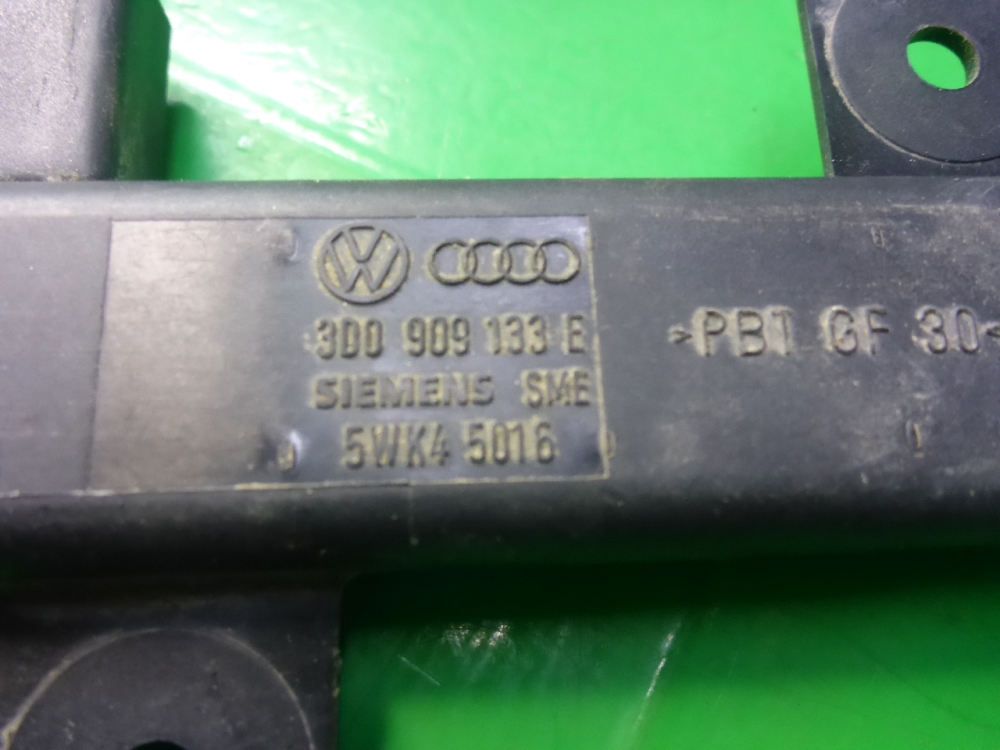 3D0 909 133 E
SIEMENS SME
5WK4 5016
>PBT GF 30<